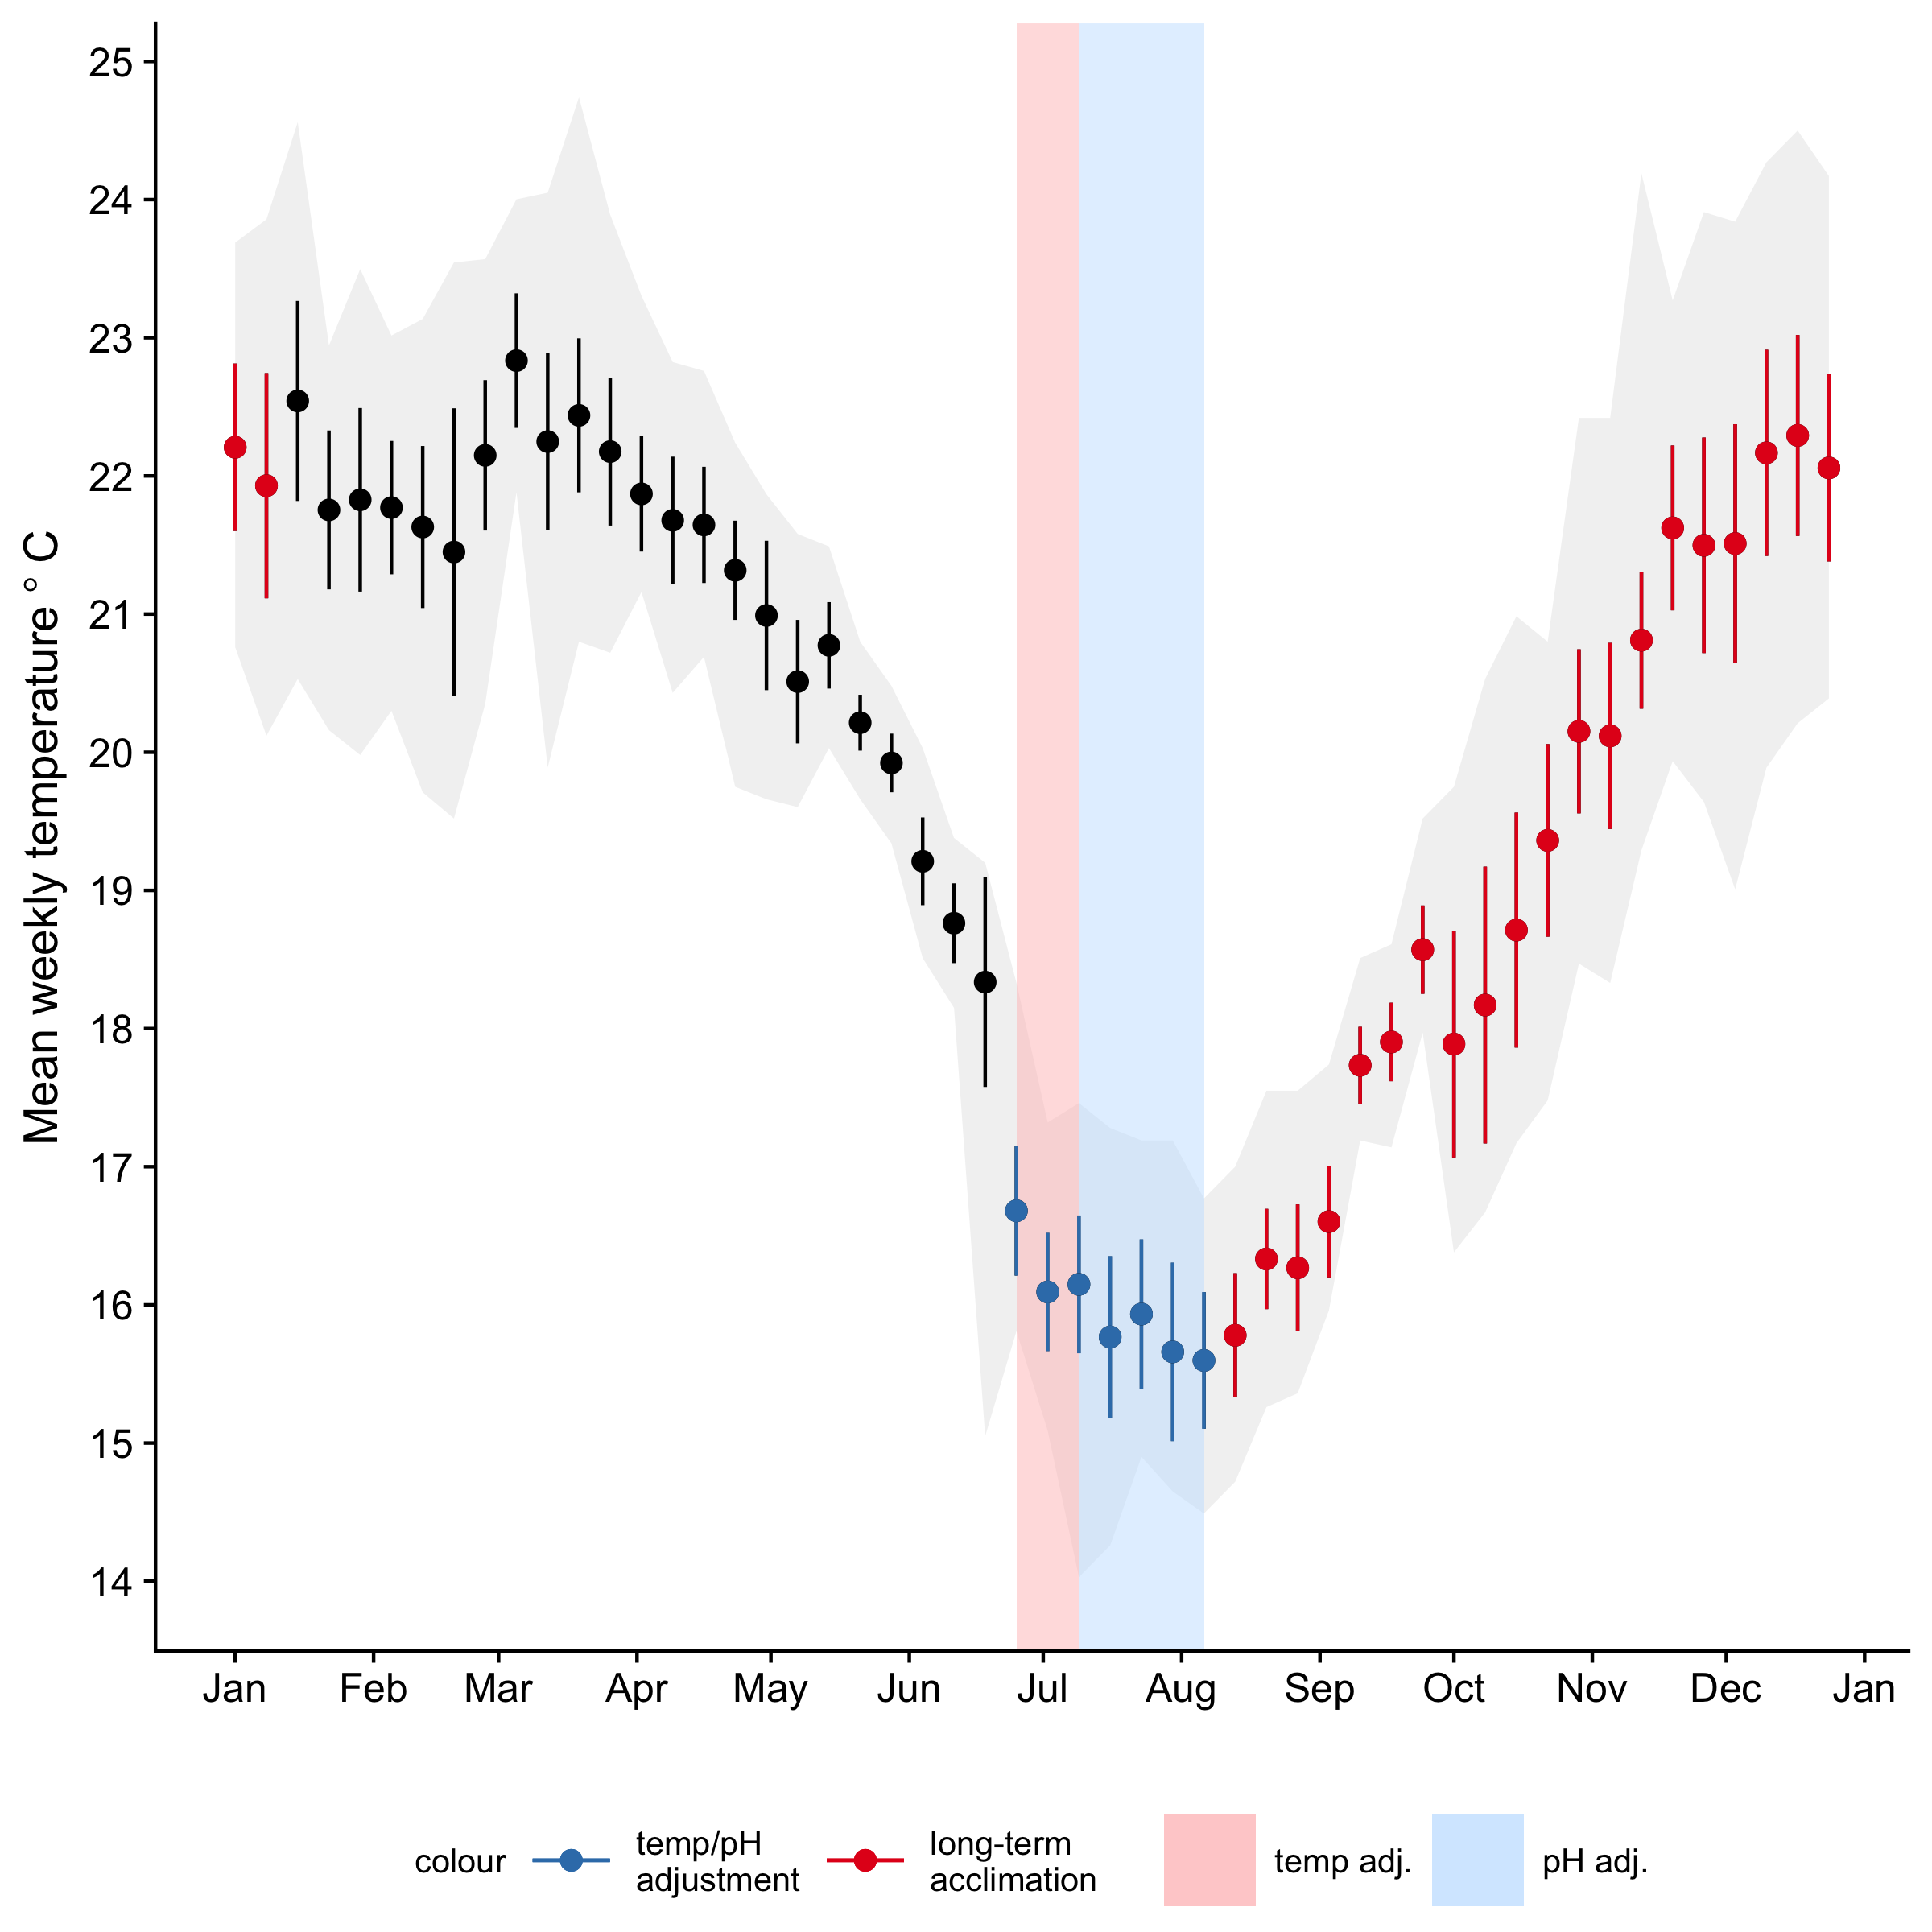 Mean weekly temperature ° C
25
24
23
22
21
20
19
18
17
16
15
14
Jan Feb Mar Apr May Jun Jul Aug Sep Oct Nov Dec Jan
colour
temp/pH
adjustment
long-term
acclimation
temp adj.
pH adj.